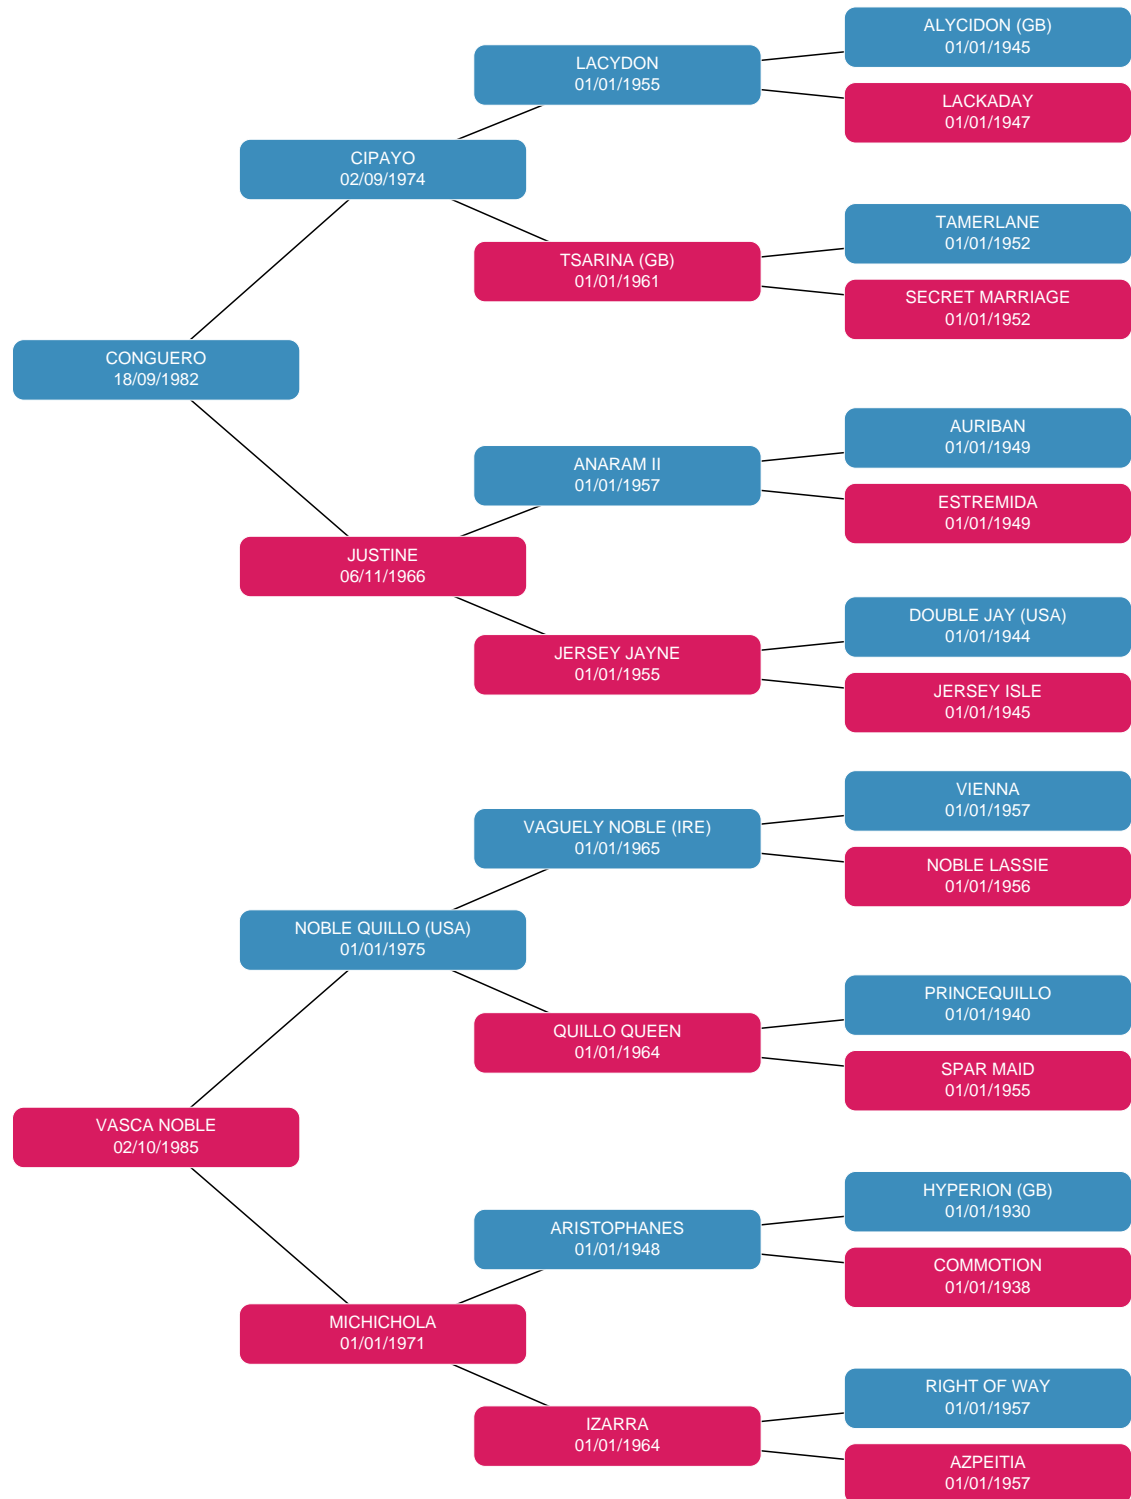 ALYCIDON (GB)
01/01/1945
LACYDON
01/01/1955
LACKADAY
01/01/1947
CIPAYO
02/09/1974
TAMERLANE
01/01/1952
TSARINA (GB)
01/01/1961
SECRET MARRIAGE
01/01/1952
CONGUERO
18/09/1982
AURIBAN
01/01/1949
ANARAM II
01/01/1957
ESTREMIDA
01/01/1949
JUSTINE
06/11/1966
DOUBLE JAY (USA)
01/01/1944
JERSEY JAYNE
01/01/1955
JERSEY ISLE
01/01/1945
VIENNA
01/01/1957
VAGUELY NOBLE (IRE)
01/01/1965
NOBLE LASSIE
01/01/1956
NOBLE QUILLO (USA)
01/01/1975
PRINCEQUILLO
01/01/1940
QUILLO QUEEN
01/01/1964
SPAR MAID
01/01/1955
VASCA NOBLE
02/10/1985
HYPERION (GB)
01/01/1930
ARISTOPHANES
01/01/1948
COMMOTION
01/01/1938
MICHICHOLA
01/01/1971
RIGHT OF WAY
01/01/1957
IZARRA
01/01/1964
AZPEITIA
01/01/1957